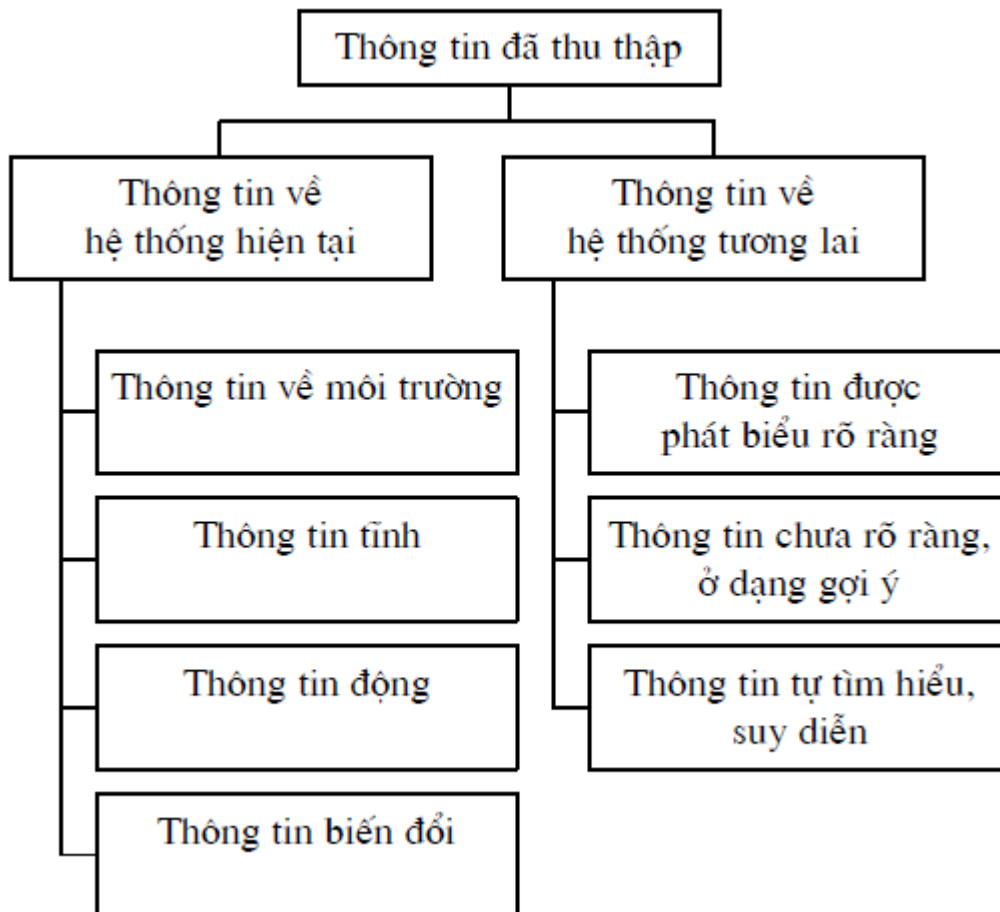 Thông tin đã thu thập
Thông tin về
hệ thống hiện tại
Thông tin về môi trường
Thông tin tĩnh
Thông tin động
Thông tin biến đổi
Thông tin về
hệ thống tương lai
Thông tin được
phát biểu rõ ràng
Thông tin chưa rõ ràng,
ở dạng gợi ý
Thông tin tự tìm hiểu,
suy diễn